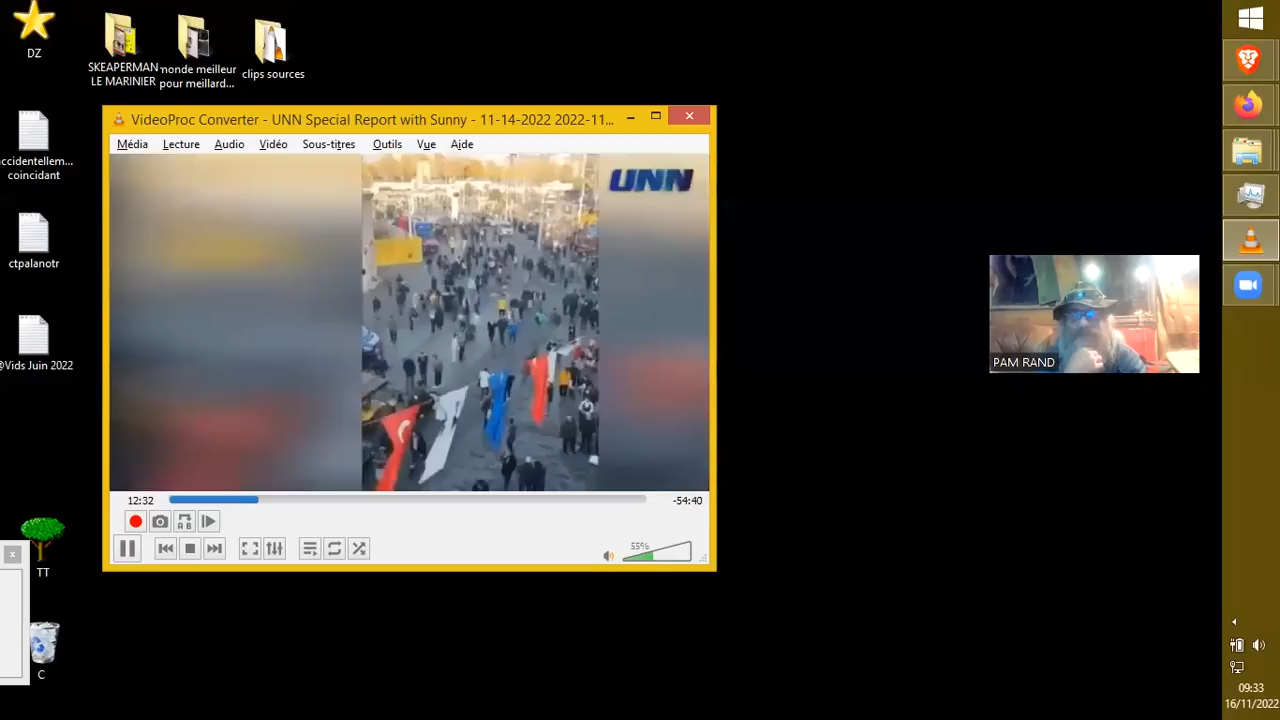 DZ
SKEAPERMAN
LE MARINIER
monde meilleur
pour meillard...
clips sources
ccidentellem...
coincidant
ctpalanotr
@Vids Juin 2022
TT
C
VideoProc Converter - UNN Special Report with Sunny - 11-14-2022 2022-11...
Média Lecture Audio Vidéo Sous-titres Outils Vue Aide
UNN
12:32
-54:40
A B
55%
PAM RAND
09:33
16/11/2022